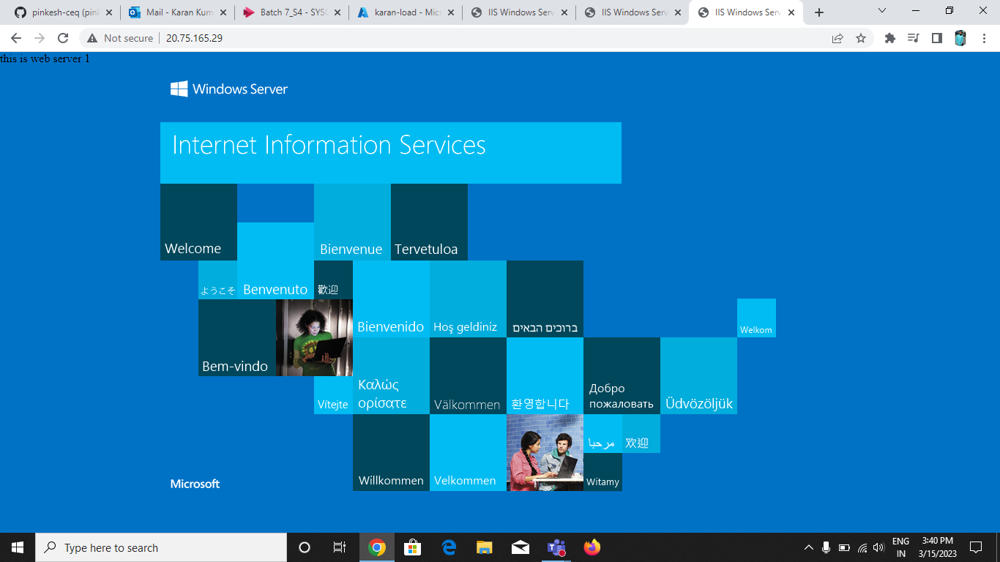 pinkesh-ceq (pin
Mail - Karan Kum
Batch 7_S4 - SYSC
karan-load - Micr
IIS Windows Serv
IIS Windows Serv
IIS Windows Serv
Not secure
20.75.165.29
this is web server 1
Windows Server
Internet Information Services
Welcome
Bienvenue
Tervetuloa
ようこそ
Benvenuto
歡迎
Bienvenido
Hoş geldiniz
ברוכים הבאים
Welkom
Bem-vindo
Vítejte
Καλώς
ορίσατε
Välkommen
환영합니다
Добро
пожаловать
Üdvözöljük
Willkommen
Velkommen
مرحبا
欢迎
Witamy
Microsoft
Type here to search
ENG
IN
3:40 PM
3/15/2023